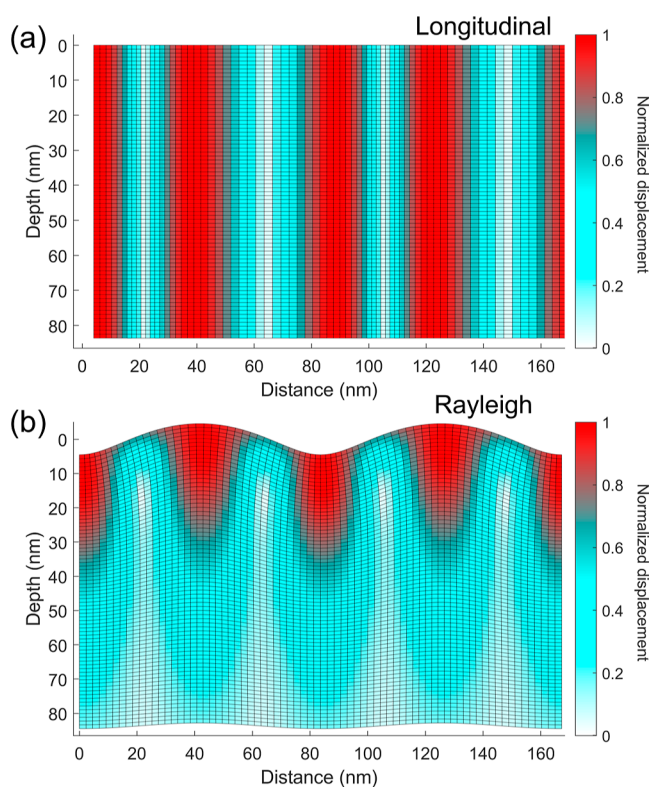 (a)
Longitudinal
0
10
20
30
40
50
60
70
80
Depth (nm)
0 20 40 60 80 100 120 140 160
Distance (nm)
1
0.8
0.6
0.4
0.2
0
Normalized displacement
(b)
Rayleigh
0
10
20
30
40
50
60
70
80
Depth (nm)
0 20 40 60 80 100 120 140 160
Distance (nm)
1
0.8
0.6
0.4
0.2
0
Normalized displacement